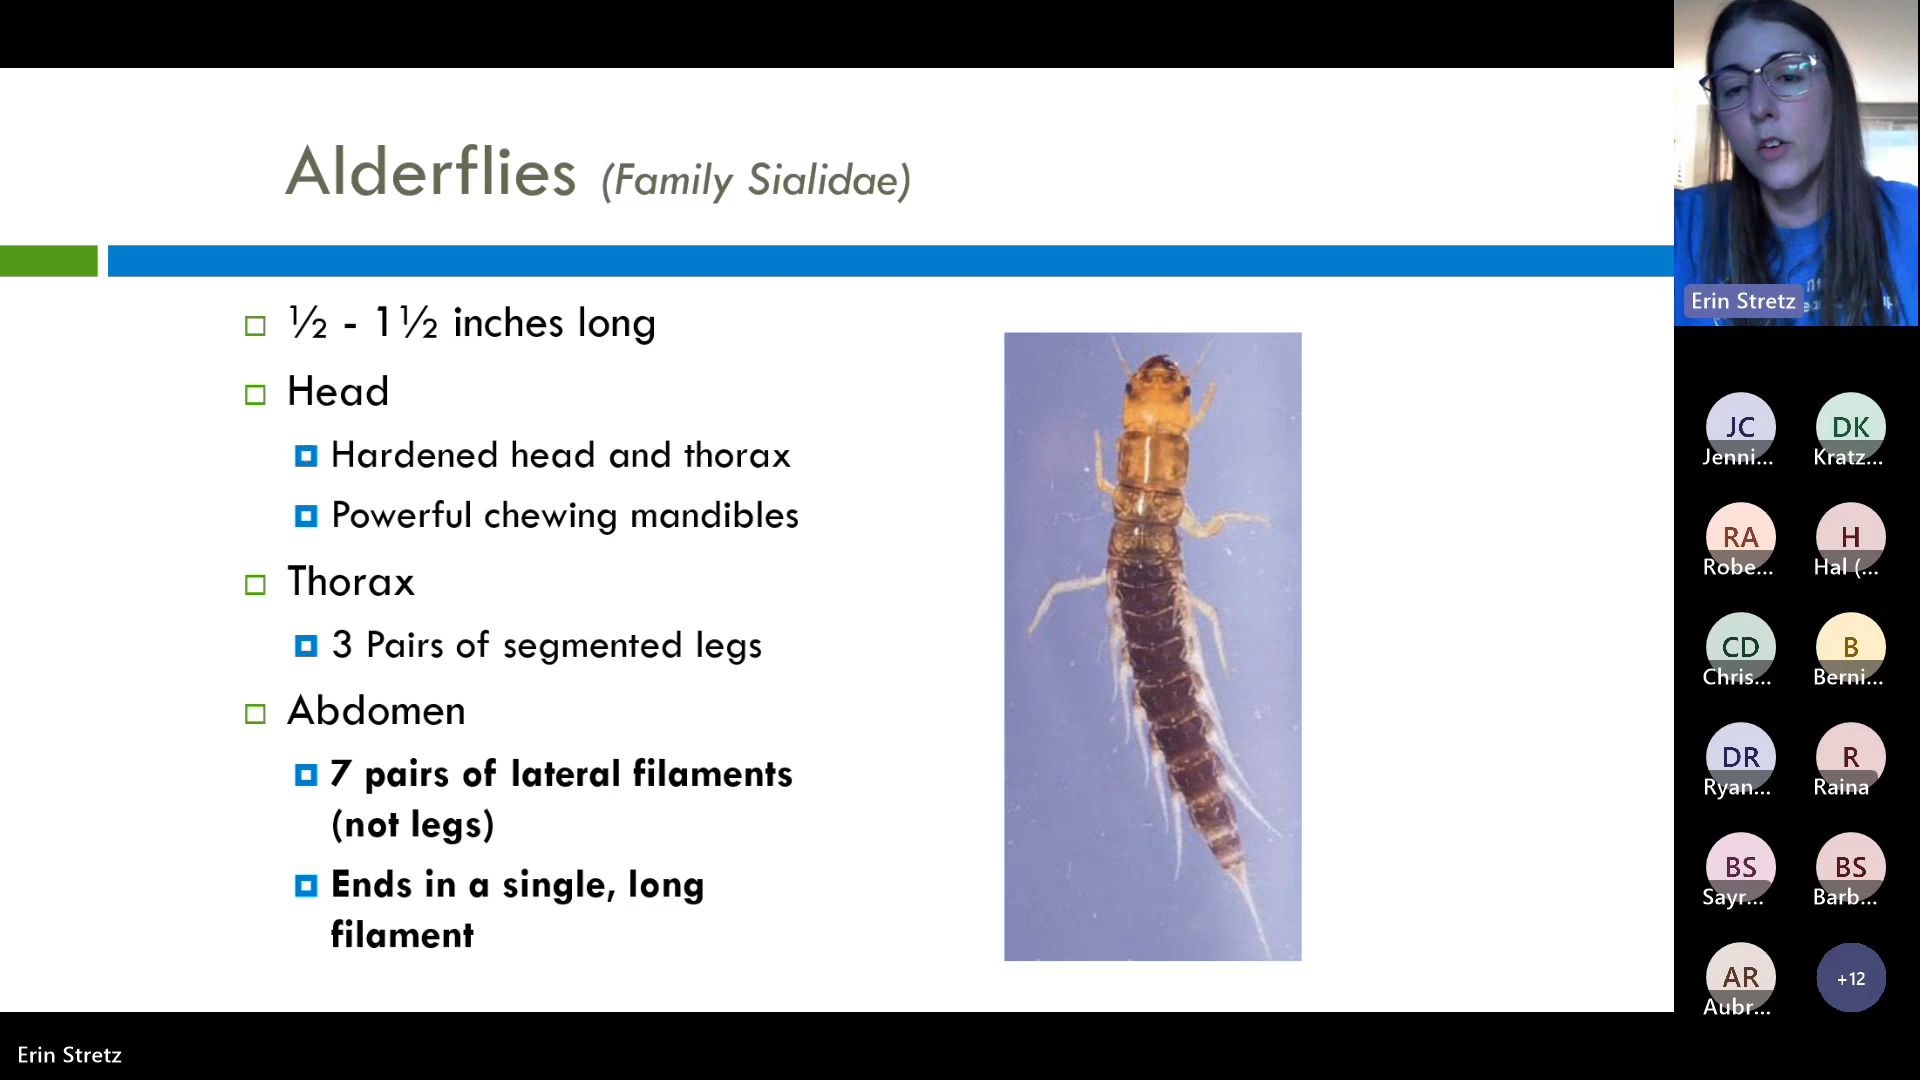 Alderflies (Family Sialidae)
½ - 1½ inches long
Head
Hardened head and thorax
Powerful chewing mandibles
Thorax
3 Pairs of segmented legs
Abdomen
7 pairs of lateral filaments
(not legs)
Ends in a single, long
filament
Erin Stretz
JC
Jenni...
DK
Kratz...
RA
Robe...
H
Hal (...
CD
Chris...
B
Berni...
DR
Ryan...
R
Raina
BS
Sayr...
BS
Barb...
AR
Aubr...
+12
Erin Stretz